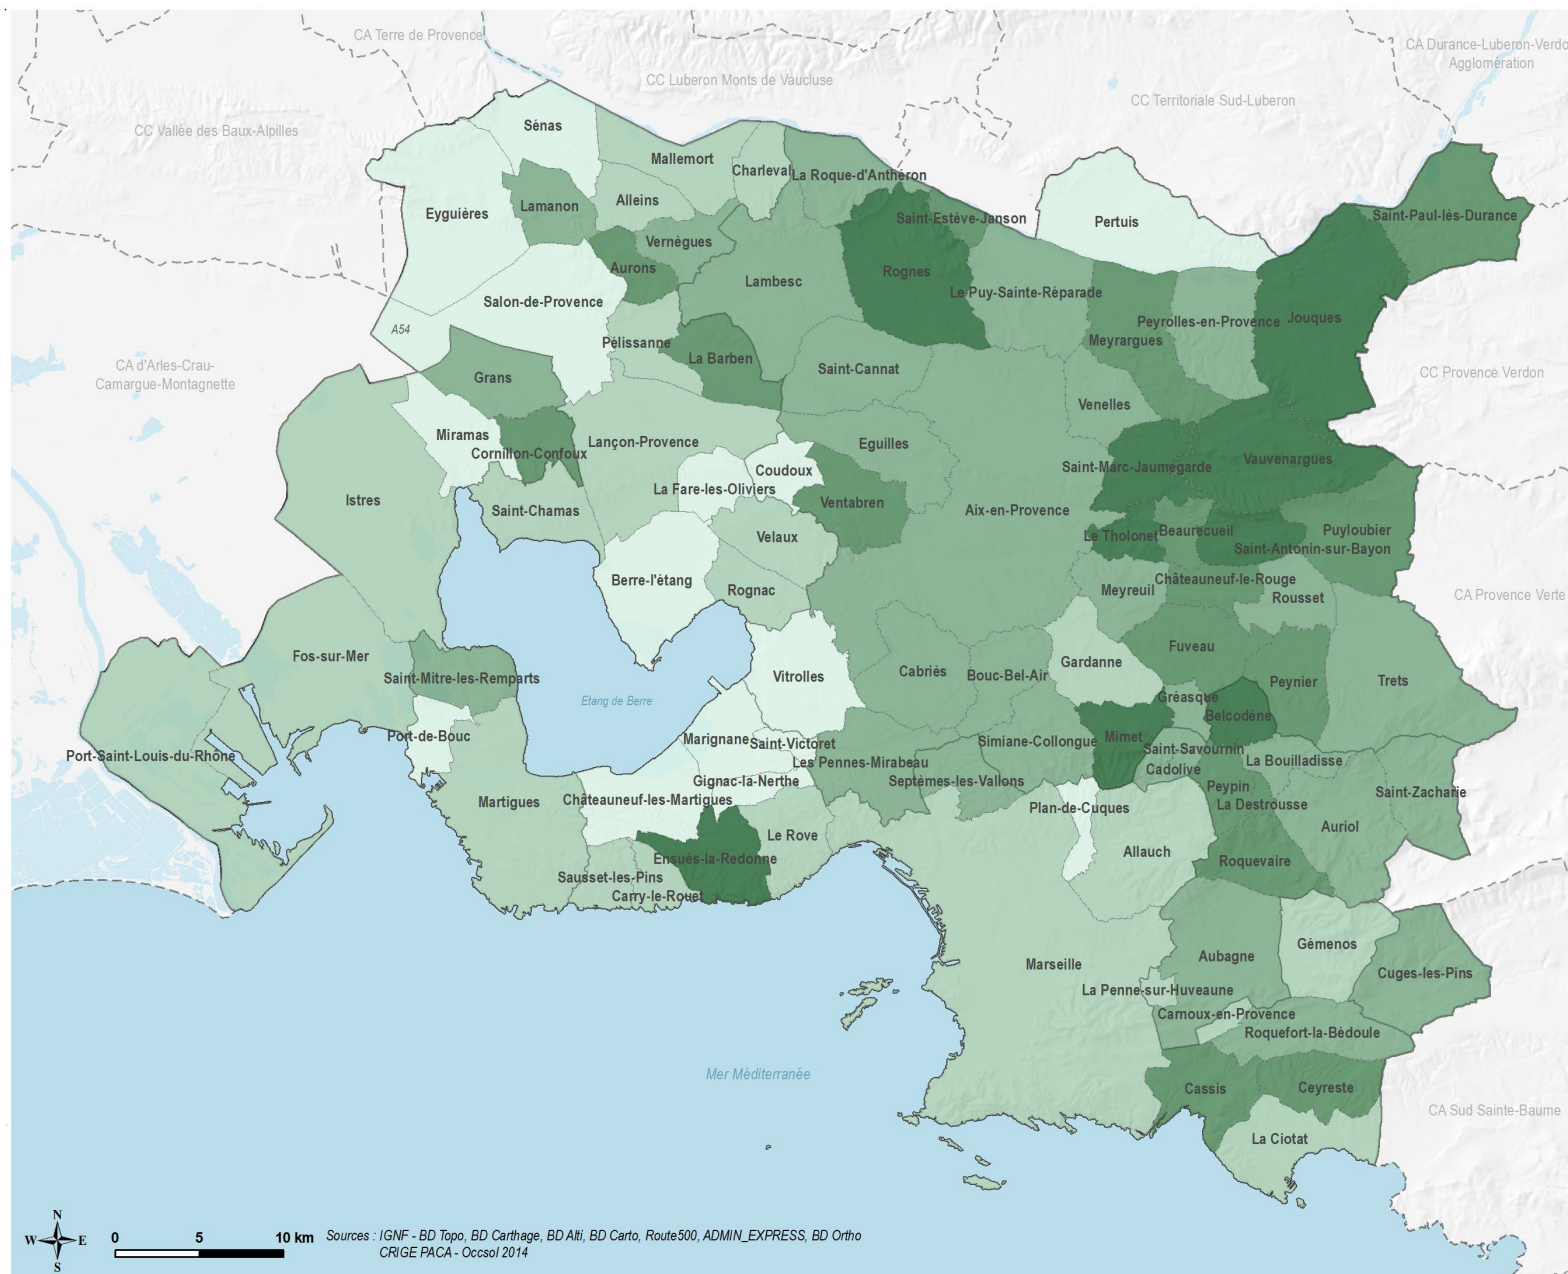 CA Terre de Provence
CA Durance-Luberon-Verdo
Agglomération
CC Luberon Monts de Vaucluse
CC Territoriale Sud-Luberon
CC Vallée des Baux-Alpilles
Sénas
Mallemort
Charleval
La Roque-d'Anthéron
Eyguières
Lamanon
Alleins
Saint-Estève-Janson
Pertuis
Saint-Paul-lès-Durance
Vernègues
Aurons
Lambesc
Rognes
Le Puy-Sainte-Réparade
Salon-de-Provence
A54
Pélissanne
Peyrolles-en-Provence
Jouques
Meyrargues
La Barben
CA d'Arles-Crau-
Camargue-Montagnette
Grans
Saint-Cannat
CC Provence Verdon
Venelles
Miramas
Cornillon-Confoux
Lançon-Provence
Eguilles
Saint-Marc-Jaumegarde
Vauvenargues
Coudoux
La Fare-les-Oliviers
Ventabren
Istres
Saint-Chamas
Aix-en-Provence
Velaux
Le Tholonet
Beaurecueil
Puyloubier
Saint-Antonin-sur-Bayon
Berre-l'étang
Rognac
Meyreuil
Châteauneuf-le-Rouge
Rousset
CA Provence Verte
Fos-sur-Mer
Saint-Mitre-les-Remparts
Vitrolles
Cabriès
Bouc-Bel-Air
Gardanne
Fuveau
Peynier
Trets
Etang de Berre
Gréasque
Belcodène
Port-de-Bouc
Marignane
Saint-Victoret
Simiane-Collongue
Mimet
Saint-Savournin
Port-Saint-Louis-du-Rhône
Les Pennes-Mirabeau
Cadolive
La Bouilladisse
Gignac-la-Nerthe
Septèmes-les-Vallons
Peypin
Saint-Zacharie
Martigues
Châteauneuf-les-Martigues
Plan-de-Cuques
La Destrousse
Le Rove
Auriol
Ensuès-la-Redonne
Allauch
Roquevaire
Sausset-les-Pins
Carry-le-Rouet
Marseille
Aubagne
Gémenos
Cuges-les-Pins
La Penne-sur-Huveaune
Carnoux-en-Provence
Roquefort-la-Bédoule
Mer Méditerranée
Cassis
Ceyreste
CA Sud Sainte-Baume
La Ciotat
N
W E
S
0 5 10 km
Sources : IGNF - BD Topo, BD Carthage, BD Alti, BD Carto, Route500, ADMIN_EXPRESS, BD Ortho
CRIGE PACA - Occsol 2014